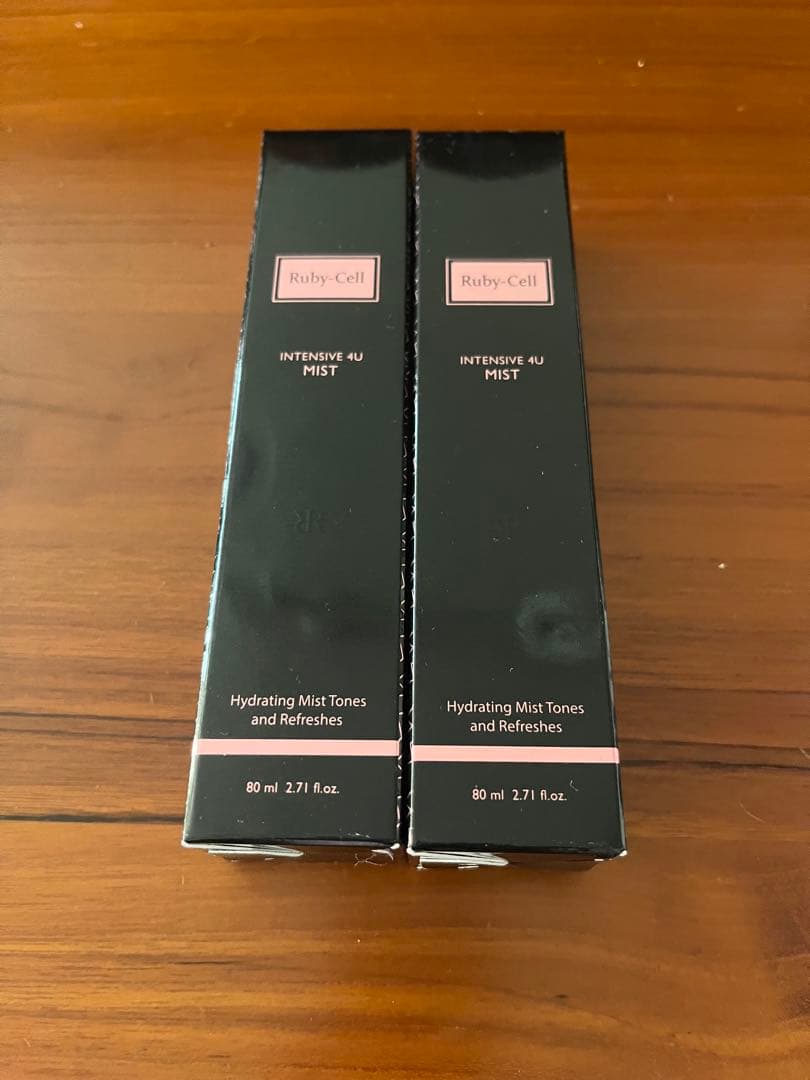 Ruby-Cell
INTENSIVE 4U
MIST
Hydrating Mist Tones
and Refreshes
80 ml 2.71 fl.oz.
Ruby-Cell
INTENSIVE 4U
MIST
Hydrating Mist Tones
and Refreshes
80 ml 2.71 fl.oz.